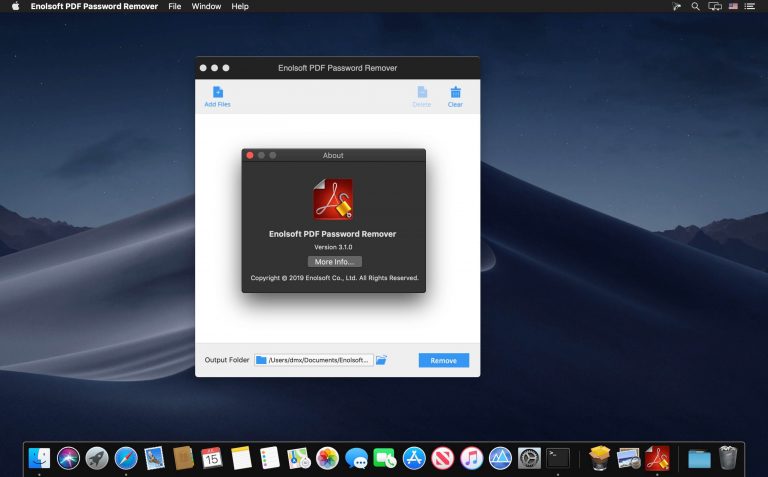 Enolsoft PDF Password Remover File Window Help
Enolsoft PDF Password Remover
Add Files Delete Clear
About
Enolsoft PDF Password Remover
Version 3.1.0
More Info...
Copyright © 2019 Enolsoft Co., Ltd. All Rights Reserved.
Output Folder /Users/dmx/Documents/Enolsoft... Remove
15